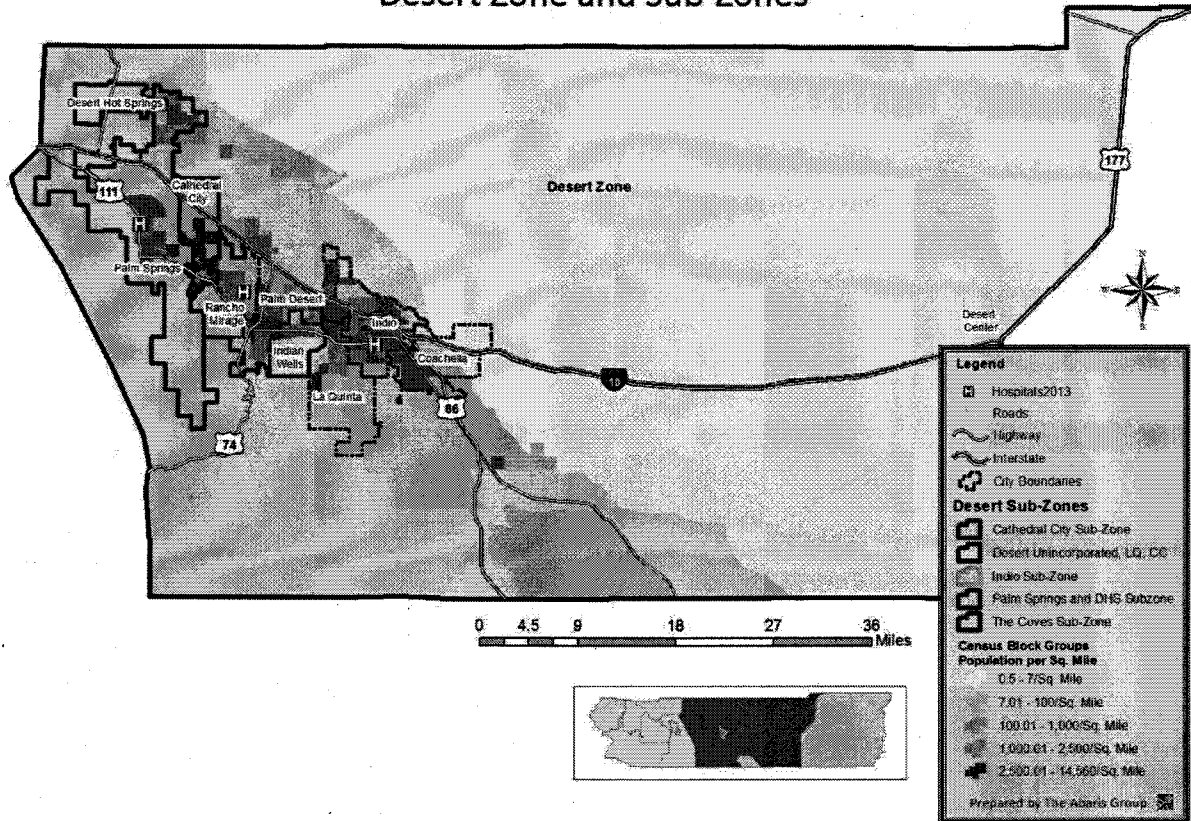 Desert Zone and Sub-Zones
Desert Hot Springs
111
Cathedral
City
Desert Zone
177
Palm Springs
Rancho
Mirage
Palm Desert
Indio
Indian
Wells
Coachella
La Quinta
86
74
10
Desert
Center
N
W
E
S
H
H
H
0 4.5 9 18 27 36
Miles
Legend
H Hospitals2013
Roads
Highway
Interstate
City Boundaries
Desert Sub-Zones
Cathedral City Sub-Zone
Desert Unincorporated, LQ, CC
Indio Sub-Zone
Palm Springs and DHS Subzone
The Coves Sub-Zone
Census Block Groups
Population per Sq. Mile
0.5 - 7/Sq. Mile
7.01 - 100/Sq. Mile
100.01 - 1,000/Sq. Mile
1,000.01 - 2,500/Sq. Mile
2,500.01 - 14,560/Sq. Mile
Prepared by The Abaris Group